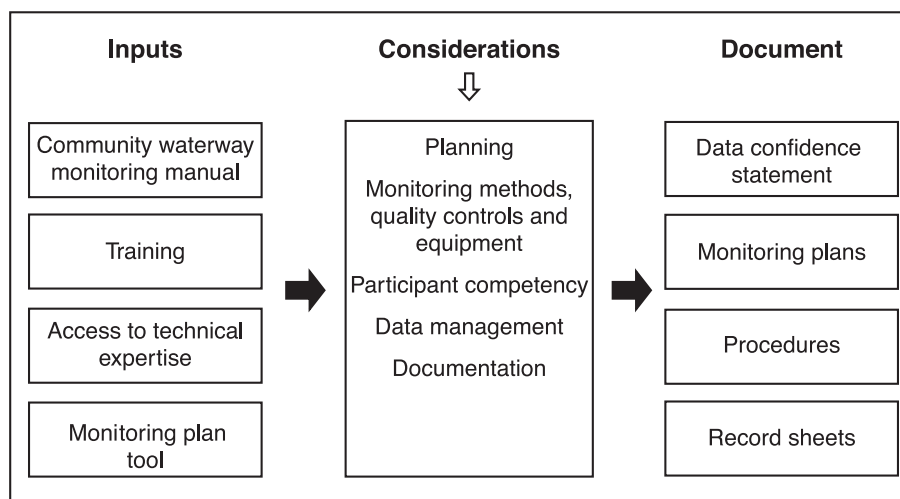 Inputs
Community waterway
monitoring manual
Training
Access to technical
expertise
Monitoring plan
tool
Considerations
Planning
Monitoring methods,
quality controls and
equipment
Participant competency
Data management
Documentation
Document
Data confidence
statement
Monitoring plans
Procedures
Record sheets